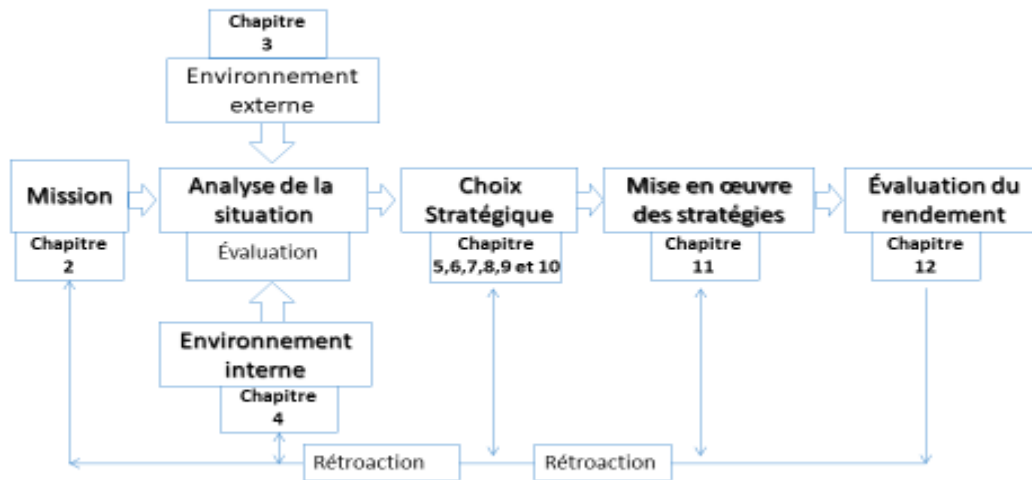 Chapitre
3
Environnement
externe
Mission
Chapitre
2
Analyse de la
situation
Évaluation
Choix
Stratégique
Chapitre
5,6,7,8,9 et 10
Mise en œuvre
des stratégies
Chapitre
11
Évaluation du
rendement
Chapitre
12
Environnement
interne
Chapitre
4
Rétroaction
Rétroaction